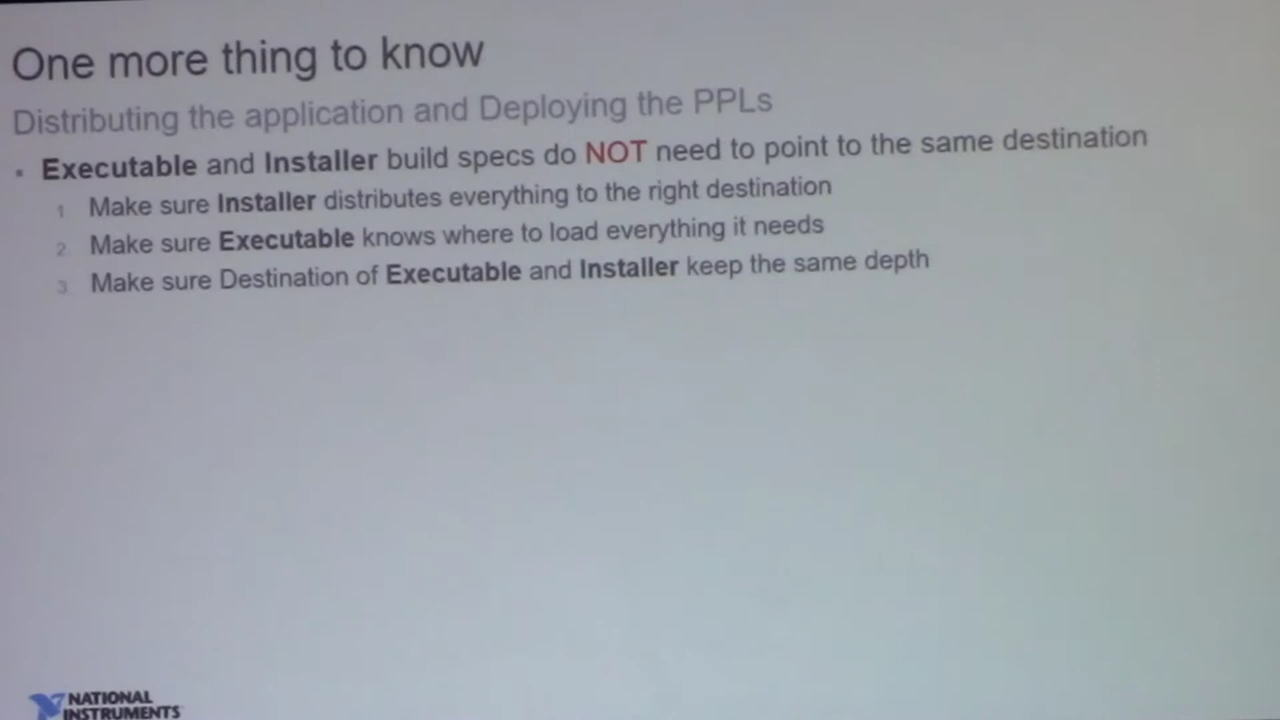 One more thing to know
Distributing the application and Deploying the PPLs
▪ Executable and Installer build specs do NOT need to point to the same destination
1 Make sure Installer distributes everything to the right destination
2. Make sure Executable knows where to load everything it needs
3. Make sure Destination of Executable and Installer keep the same depth
NATIONAL
INSTRUMENTS